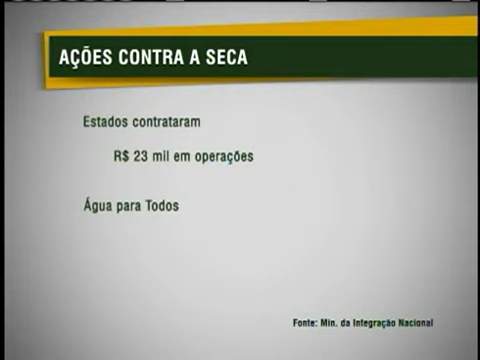 AÇÕES CONTRA A SECA
Estados contrataram
R$ 23 mil em operações
Água para Todos
Fonte: Min. da Integração Nacional